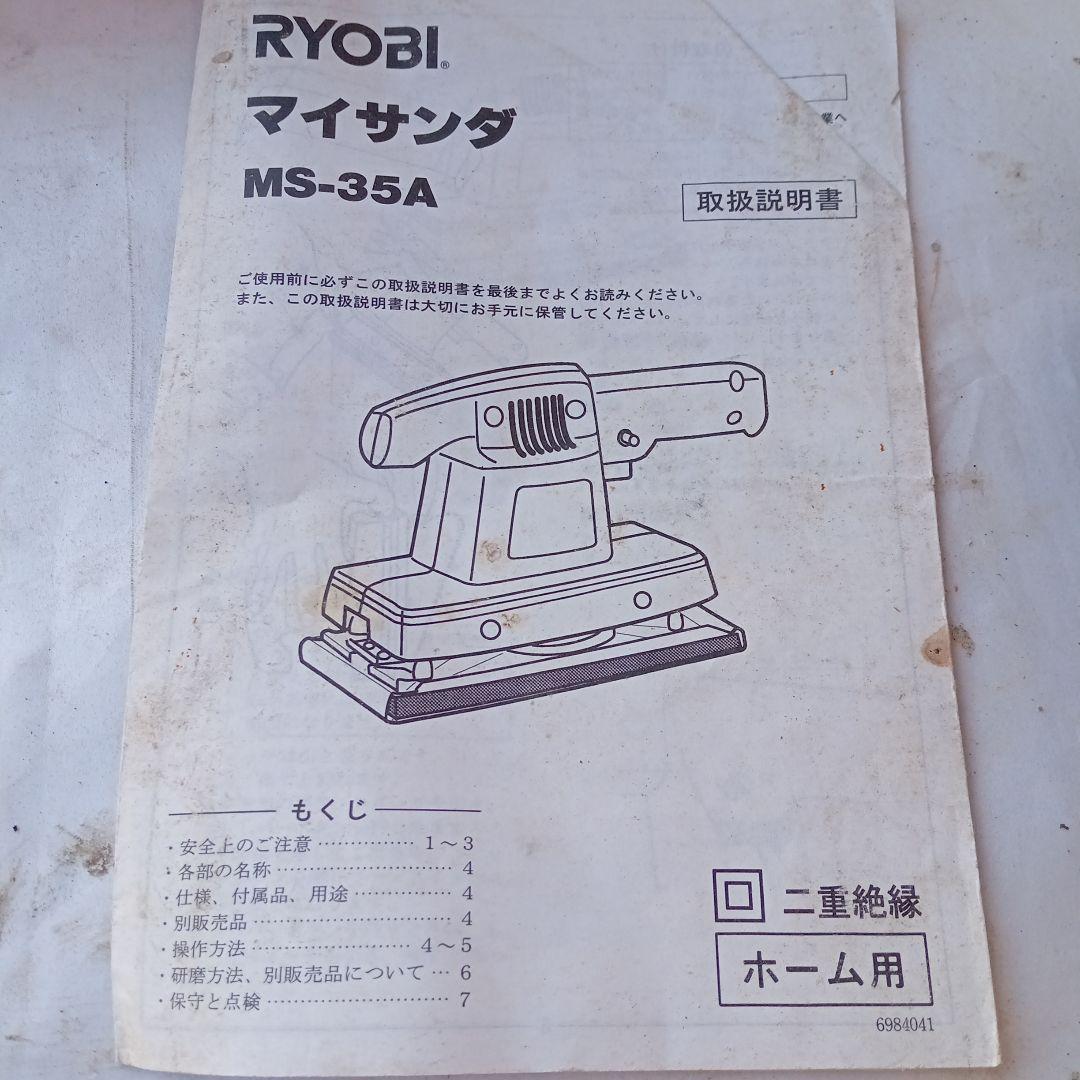 RYOBI®
マイサンダ
MS-35A
業へ
取扱説明書
ご使用前に必ずこの取扱説明書を最後までよくお読みください。
また、この取扱説明書は大切にお手元に保管してください。
もくじ
・安全上のご注意 …………… 1～3
・各部の名称 ……………………… 4
・仕様、付属品、用途 …………… 4
・別販売品 ………………………… 4
・操作方法 …………………… 4～5
・研磨方法、別販売品について … 6
・保守と点検 ……………………… 7
回 二重絶縁
ホーム用
6984041